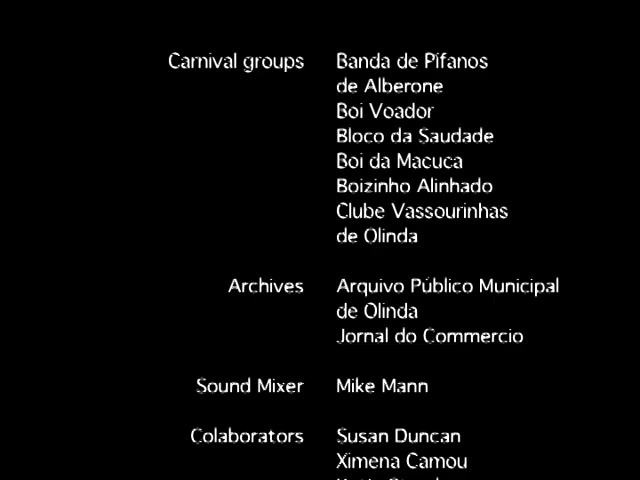 Carnival groups Banda de Pífanos
de Alberone
Boi Voador
Bloco da Saudade
Boi da Macuca
Boizinho Alinhado
Clube Vassourinhas
de Olinda
Archives Arquivo Público Municipal
de Olinda
Jornal do Commercio
Sound Mixer Mike Mann
Colaborators Susan Duncan
Ximena Camou